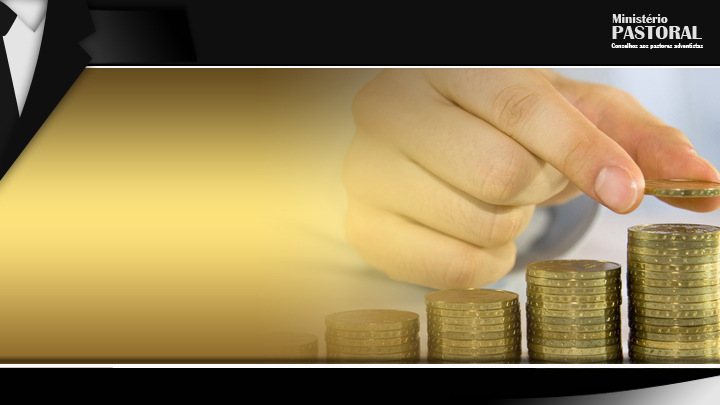 Ministério
PASTORAL
Conselhos aos pastores adventistas